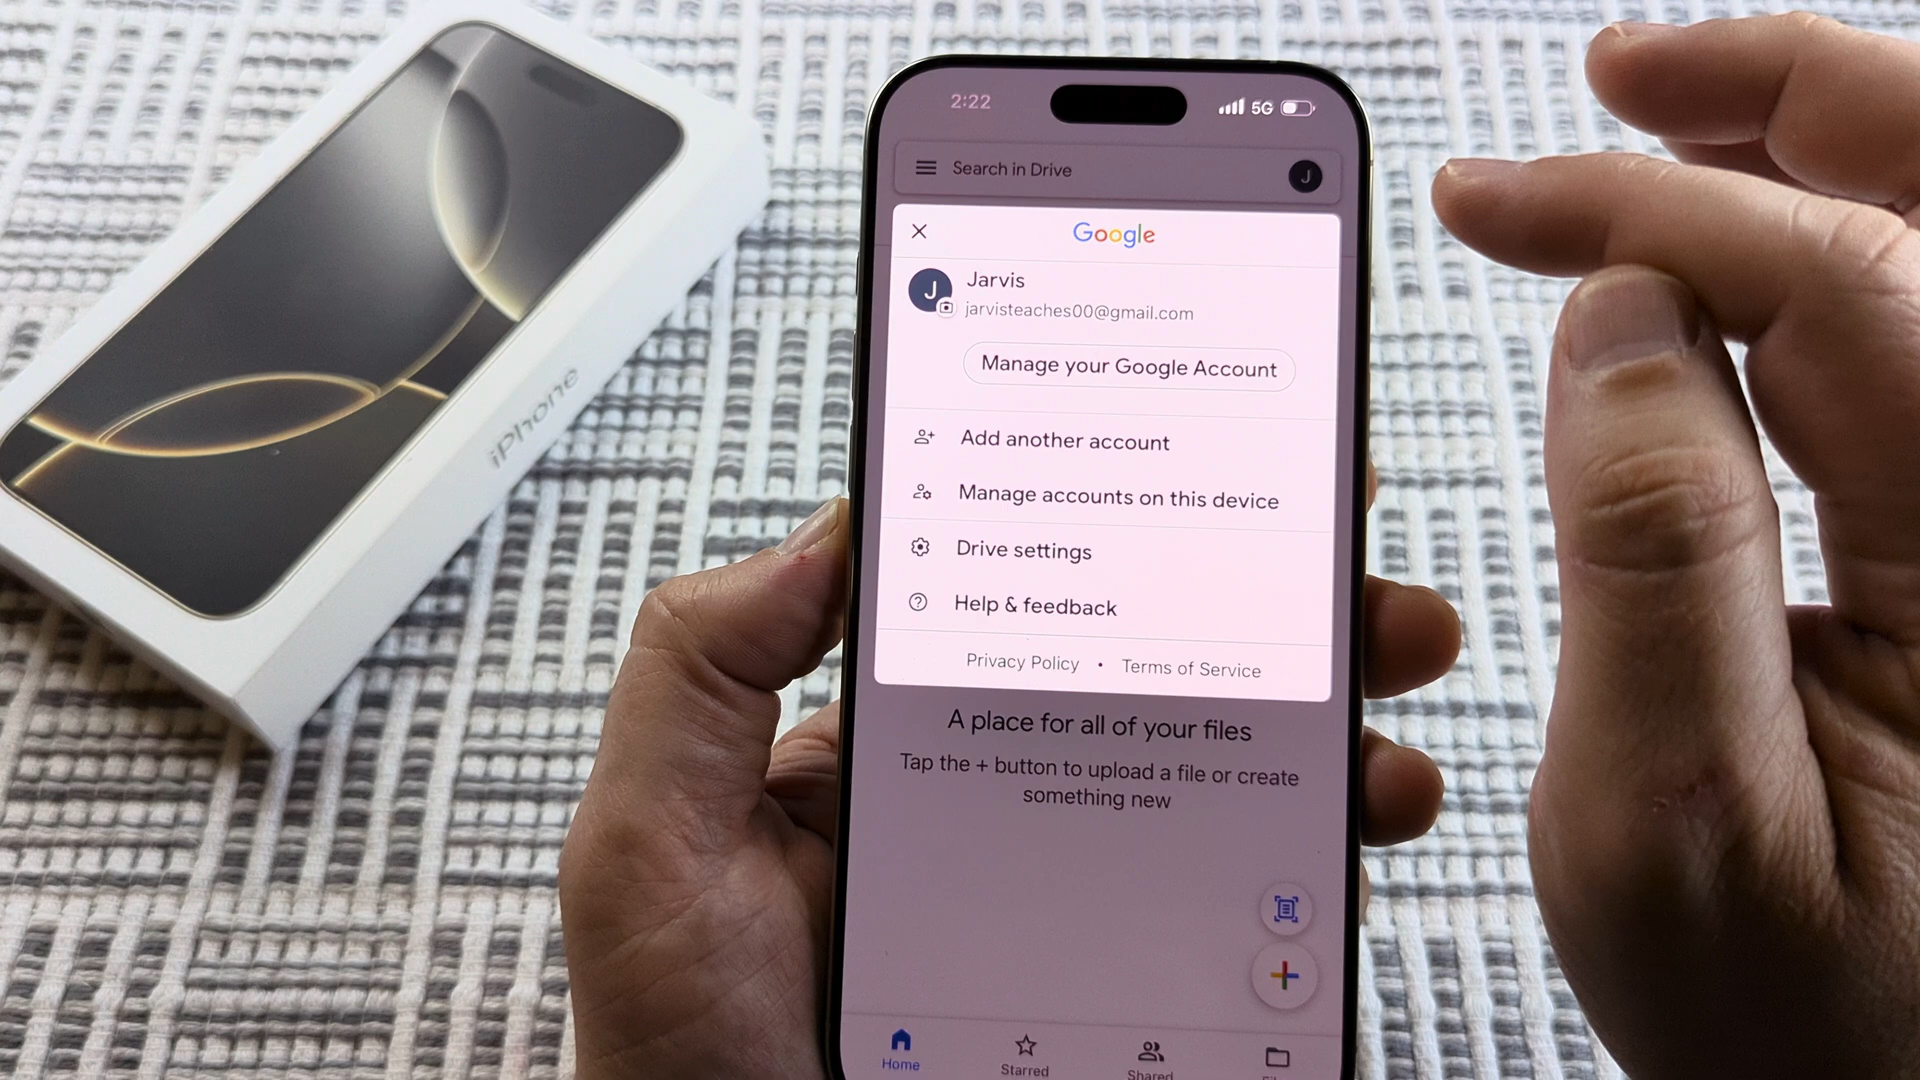 iPhone
2:22
5G
Search in Drive
J
Google
J
Jarvis
jarvisteaches00@gmail.com
Manage your Google Account
Add another account
Manage accounts on this device
Drive settings
Help & feedback
Privacy Policy • Terms of Service
A place for all of your files
Tap the + button to upload a file or create
something new
Home
Starred
Shared